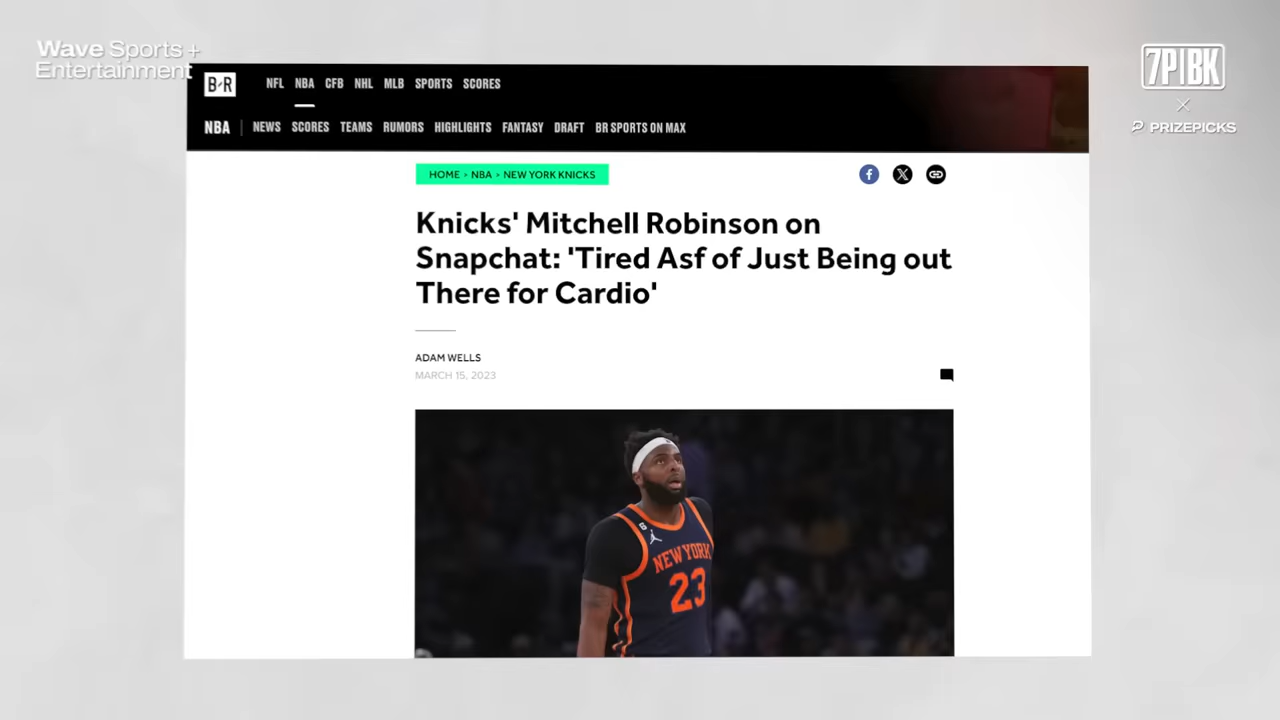 Wave Sports +
Entertainment
7P|BK
×
PRIZEPICKS
B/R
NFL NBA CFB NHL MLB SPORTS SCORES
NBA | NEWS SCORES TEAMS RUMORS HIGHLIGHTS FANTASY DRAFT BR SPORTS ON MAX
HOME > NBA > NEW YORK KNICKS
Knicks' Mitchell Robinson on
Snapchat: 'Tired Asf of Just Being out
There for Cardio'
ADAM WELLS
MARCH 15, 2023
NEW YORK
23